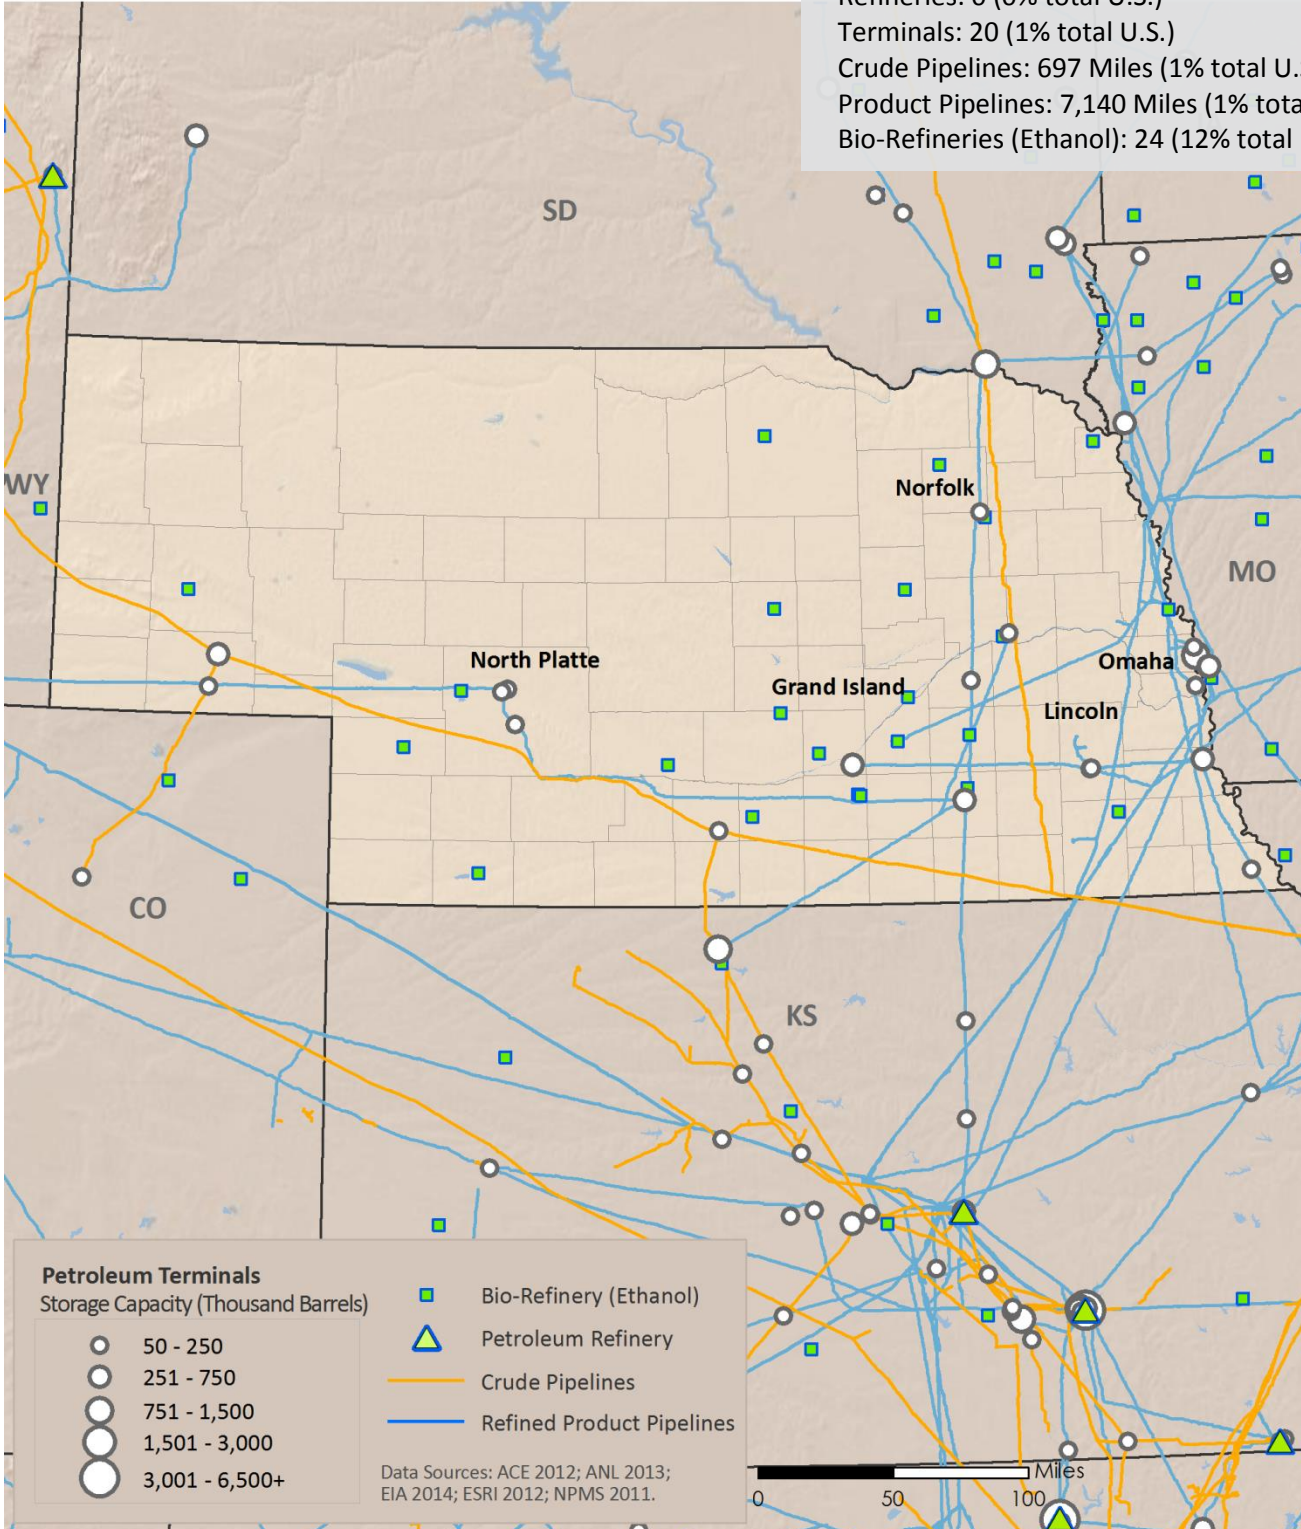 Terminals: 20 (1% total U.S.)
Crude Pipelines: 697 Miles (1% total U.S
Product Pipelines: 7,140 Miles (1% tota
Bio-Refineries (Ethanol): 24 (12% total
SD
WY
Norfolk
MO
North Platte
Omaha
Grand Island
Lincoln
CO
KS
Petroleum Terminals
Storage Capacity (Thousand Barrels)
50 - 250
251 - 750
751 - 1,500
1,501 - 3,000
3,001 - 6,500+
Bio-Refinery (Ethanol)
Petroleum Refinery
Crude Pipelines
Refined Product Pipelines
Data Sources: ACE 2012; ANL 2013;
EIA 2014; ESRI 2012; NPMS 2011.
Miles
0 50 100